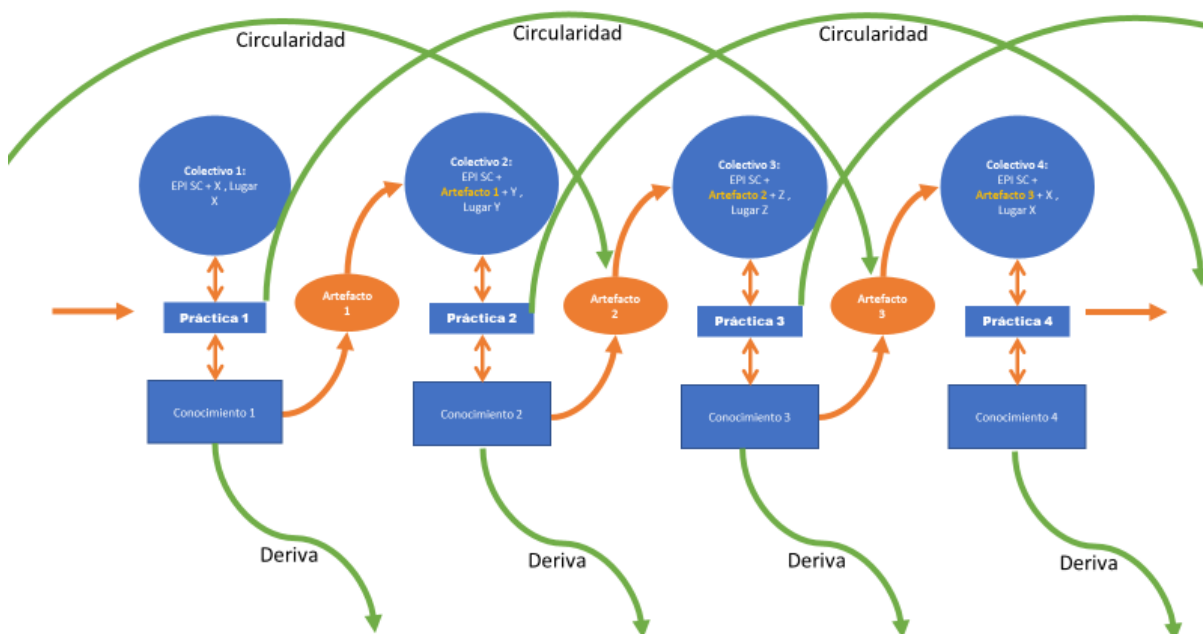 Circularidad
Circularidad
Circularidad
Colectivo 1:
EPI SC + X , Lugar
X
Colectivo 2:
EPI SC +
Artefacto 1 + Y ,
Lugar Y
Colectivo 3:
EPI SC +
Artefacto 2 + Z ,
Lugar Z
Colectivo 4:
EPI SC +
Artefacto 3 + X ,
Lugar X
Artefacto
1
Artefacto
2
Artefacto
3
Práctica 1
Práctica 2
Práctica 3
Práctica 4
Conocimiento 1
Conocimiento 2
Conocimiento 3
Conocimiento 4
Deriva
Deriva
Deriva
Deriva